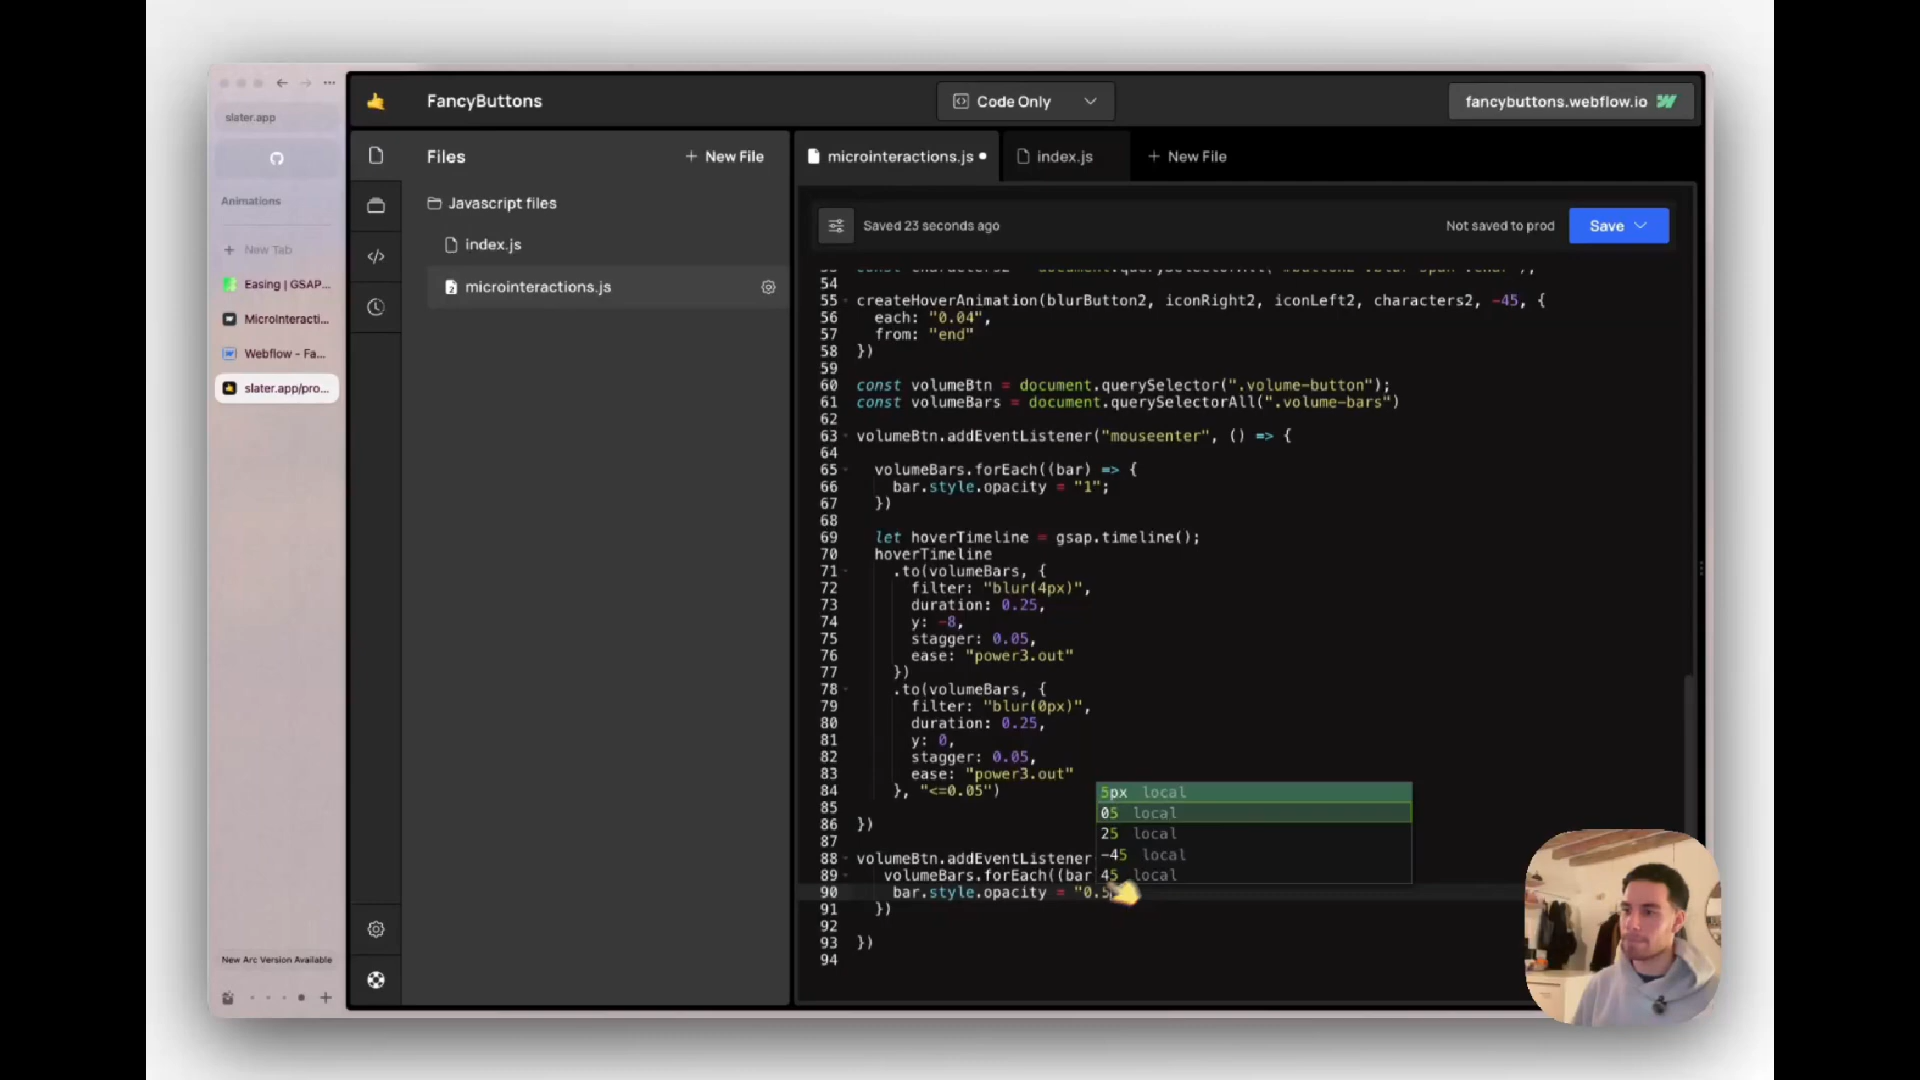 slater.app
Animations
New Tab
Easing | GSAP...
Microinteracti...
Webflow - Fa...
slater.app/pro...
New Arc Version Available
FancyButtons
Code Only
fancybuttons.webflow.io
Files
New File
Javascript files
index.js
microinteractions.js
microinteractions.js
index.js
New File
Saved 23 seconds ago
Not saved to prod
Save
54
55 createHoverAnimation(blurButton2, iconRight2, iconLeft2, characters2, -45, {
56 each: "0.04",
57 from: "end"
58 })
59
60 const volumeBtn = document.querySelector(".volume-button");
61 const volumeBars = document.querySelectorAll(".volume-bars")
62
63 volumeBtn.addEventListener("mouseenter", () => {
64
65 volumeBars.forEach((bar) => {
66 bar.style.opacity = "1";
67 })
68
69 let hoverTimeline = gsap.timeline();
70 hoverTimeline
71 .to(volumeBars, {
72 filter: "blur(4px)",
73 duration: 0.25,
74 y: -8,
75 stagger: 0.05,
76 ease: "power3.out"
77 })
78 .to(volumeBars, {
79 filter: "blur(0px)",
80 duration: 0.25,
81 y: 0,
82 stagger: 0.05,
83 ease: "power3.out"
84 }, "<=0.05")
85
86 })
87
88 volumeBtn.addEventListener
89 volumeBars.forEach((bar
90 bar.style.opacity = "0.5
91 })
92
93 })
94
5px local
05 local
25 local
-45 local
45 local